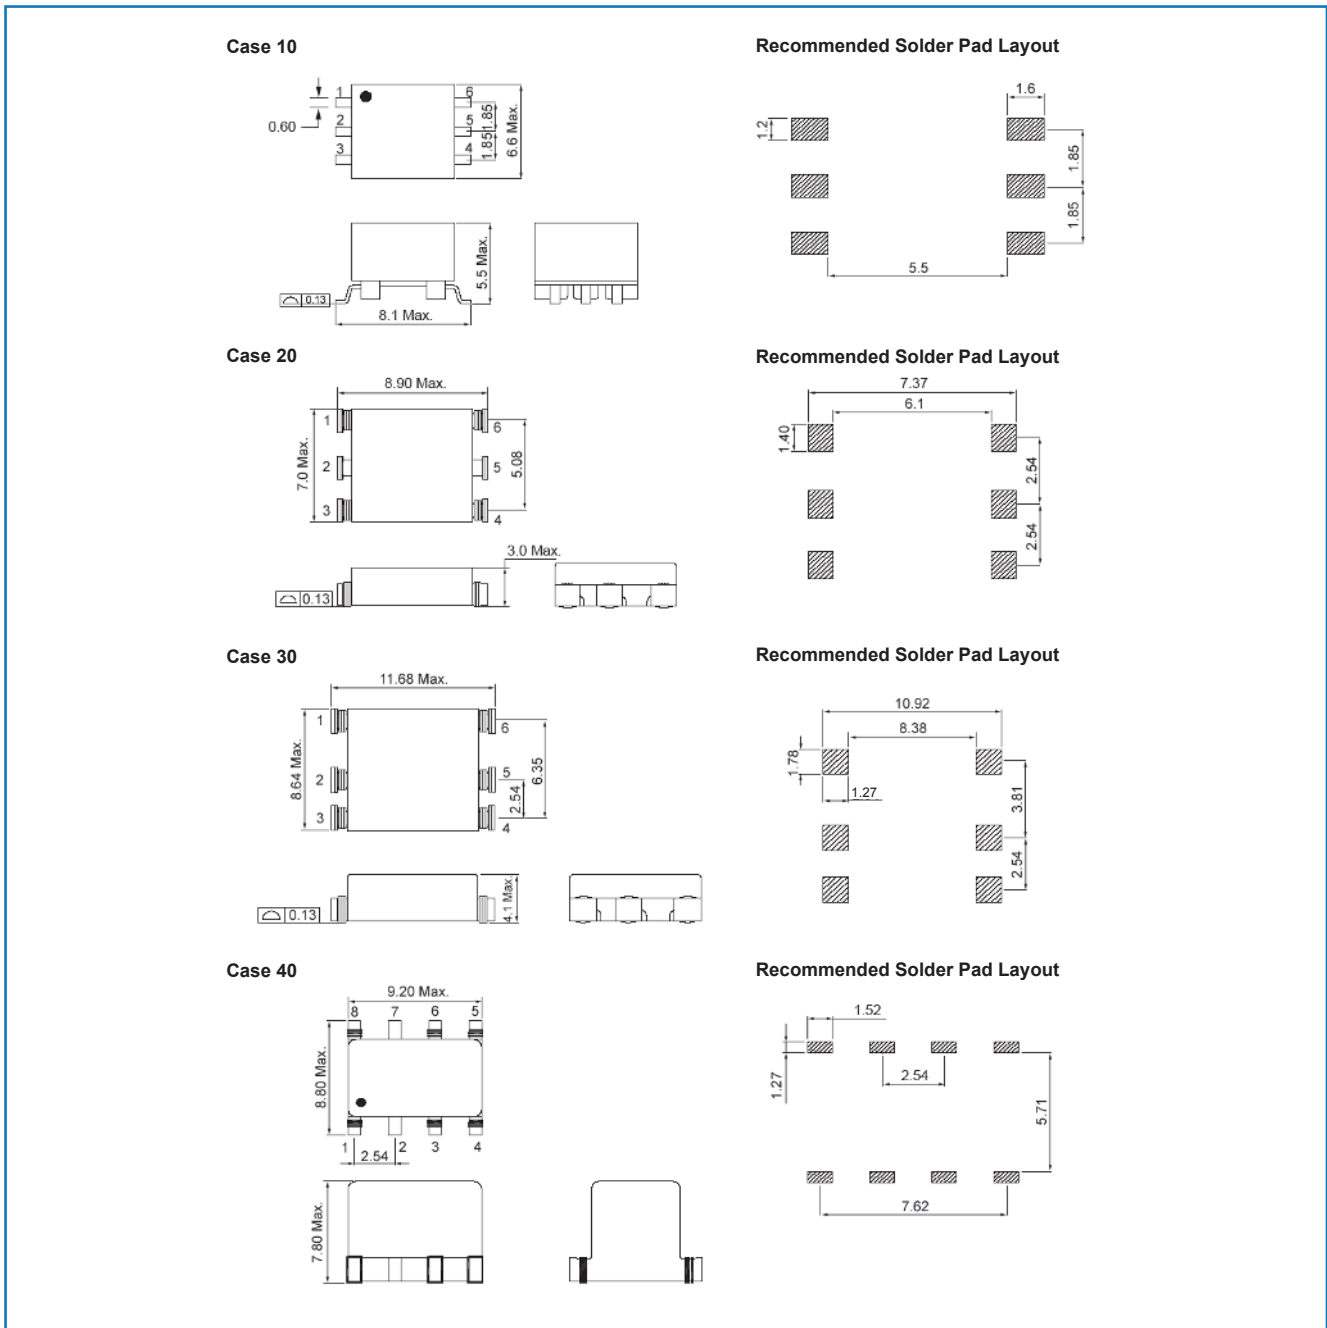 Case 10
Recommended Solder Pad Layout
1
6
2
5
3
4
0.60
1.85
1.85
6.6 Max.
5.5 Max.
0.13
8.1 Max.
1.6
1.2
1.85
1.85
5.5
Case 20
Recommended Solder Pad Layout
8.90 Max.
1
6
2
5
3
4
7.0 Max.
5.08
3.0 Max.
0.13
7.37
6.1
1.40
2.54
2.54
Case 30
Recommended Solder Pad Layout
11.68 Max.
1
6
2
5
3
4
8.64 Max.
2.54
6.35
4.1 Max.
0.13
10.92
8.38
1.78
1.27
3.81
2.54
Case 40
Recommended Solder Pad Layout
9.20 Max.
8 7 6 5
8.80 Max.
1 2 3 4
2.54
7.80 Max.
1.52
1.27
2.54
5.71
7.62